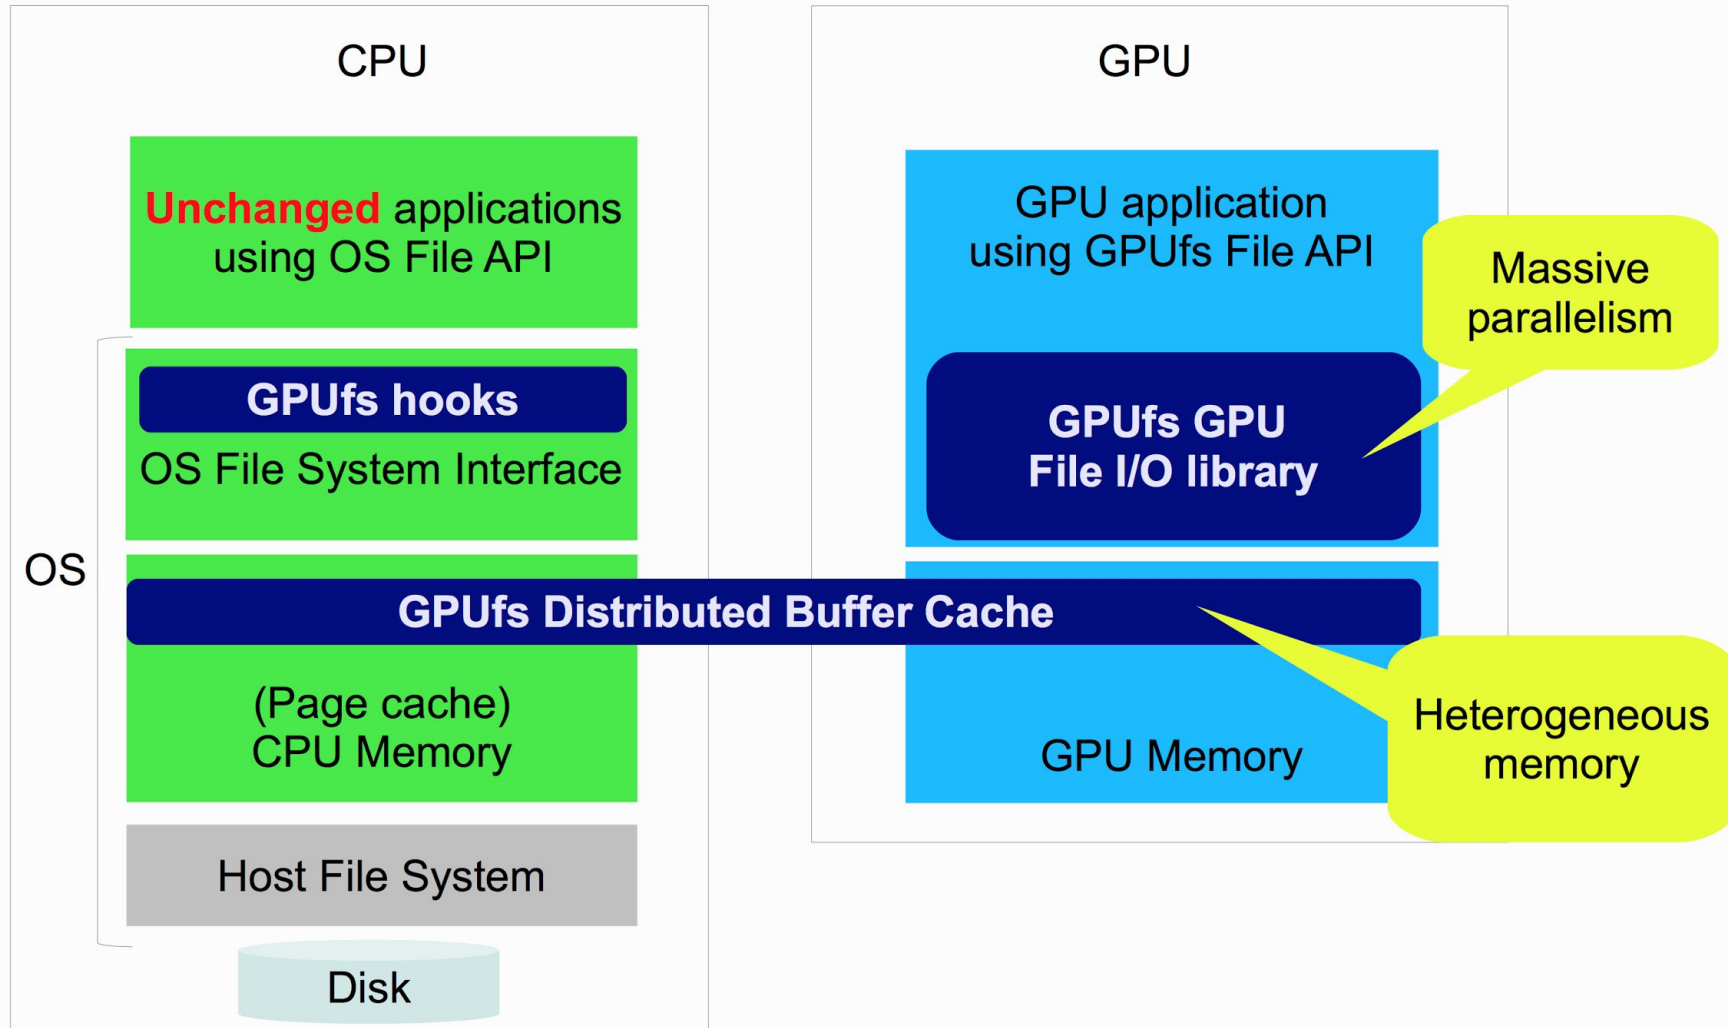 CPU
Unchanged applications
using OS File API
GPUfs hooks
OS File System Interface
OS
GPUfs Distributed Buffer Cache
(Page cache)
CPU Memory
Host File System
Disk
GPU
GPU application
using GPUfs File API
GPUfs GPU
File I/O library
GPU Memory
Massive
parallelism
Heterogeneous
memory